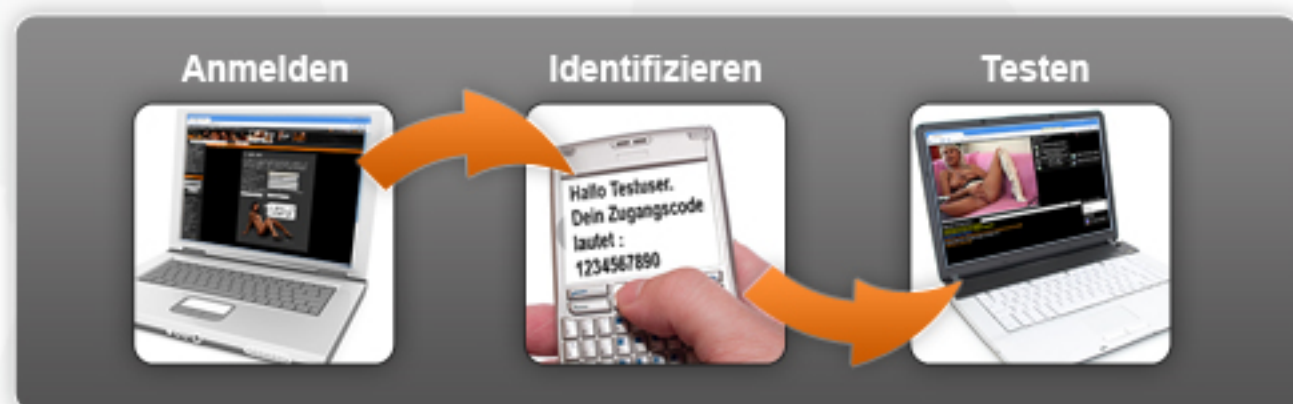 Anmelden
Identifizieren
Testen
Hallo Testuser.
Dein Zugangscode
lautet :
1234567890